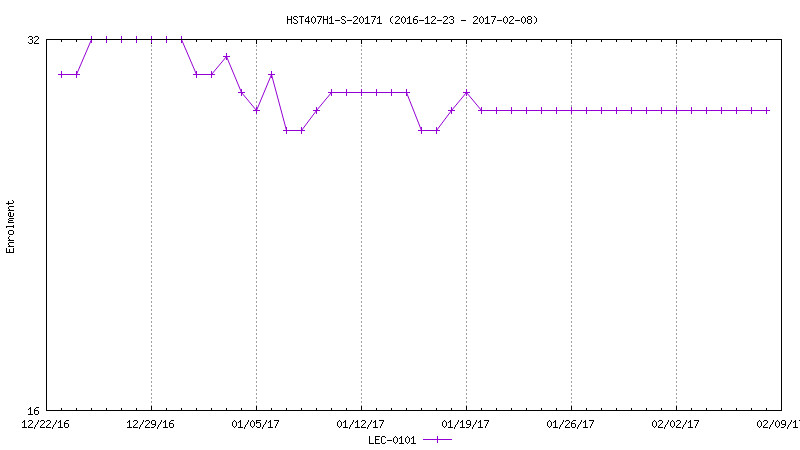 HST407H1-S-20171 (2016-12-23 - 2017-02-08)
32
Enrolment
16
12/22/16 12/29/16 01/05/17 01/12/17 01/19/17 01/26/17 02/02/17 02/09/1
LEC-0101